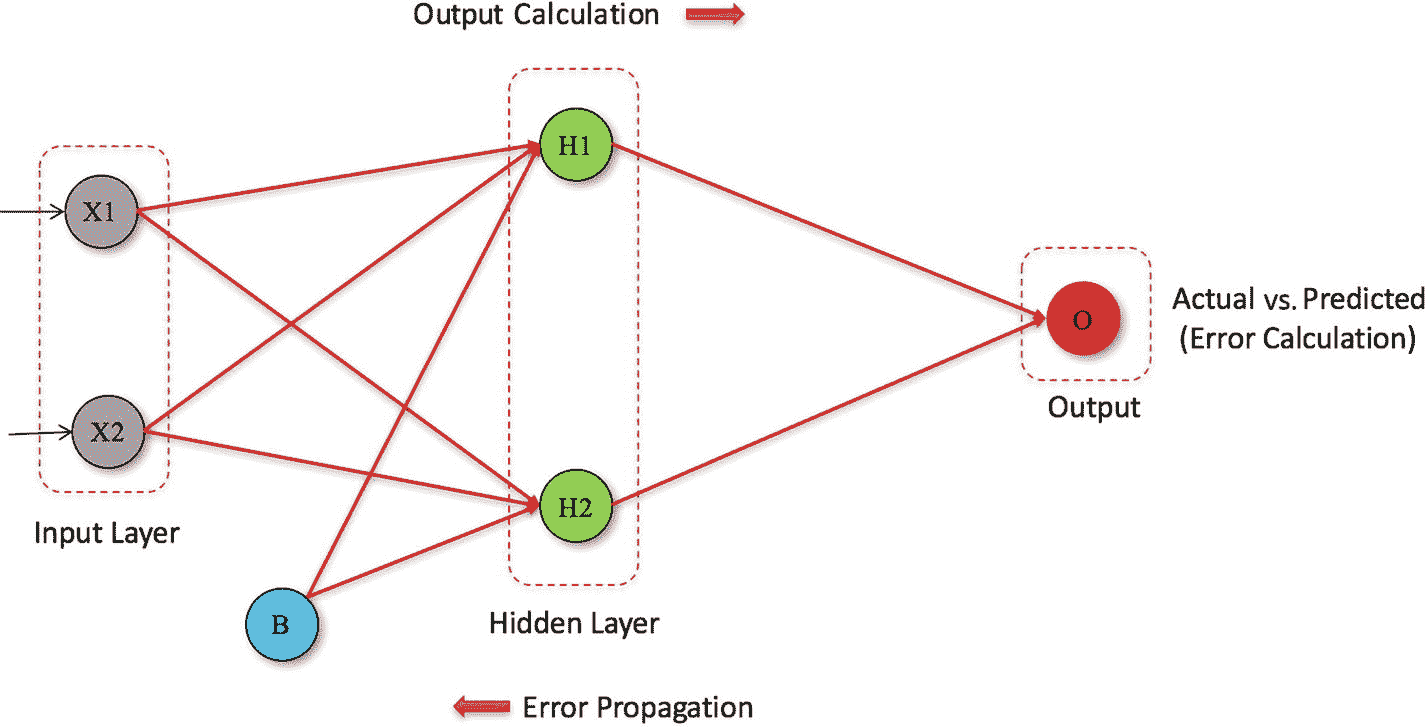 Output Calculation
H1
X1
Actual vs. Predicted
(Error Calculation)
O
Output
X2
H2
Input Layer
B
Hidden Layer
Error Propagation